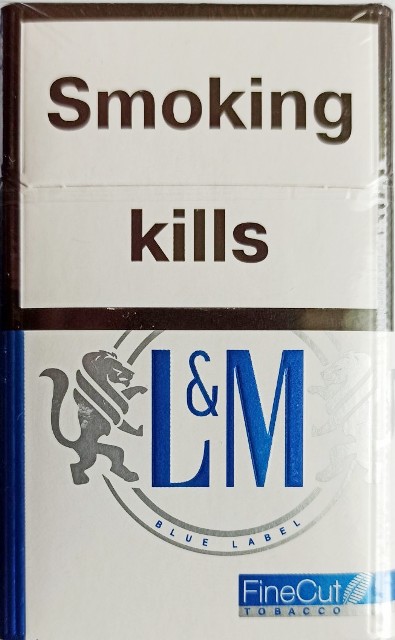 Smoking
kills
L&M
BLUE LABEL
FineCut
TOBACCO